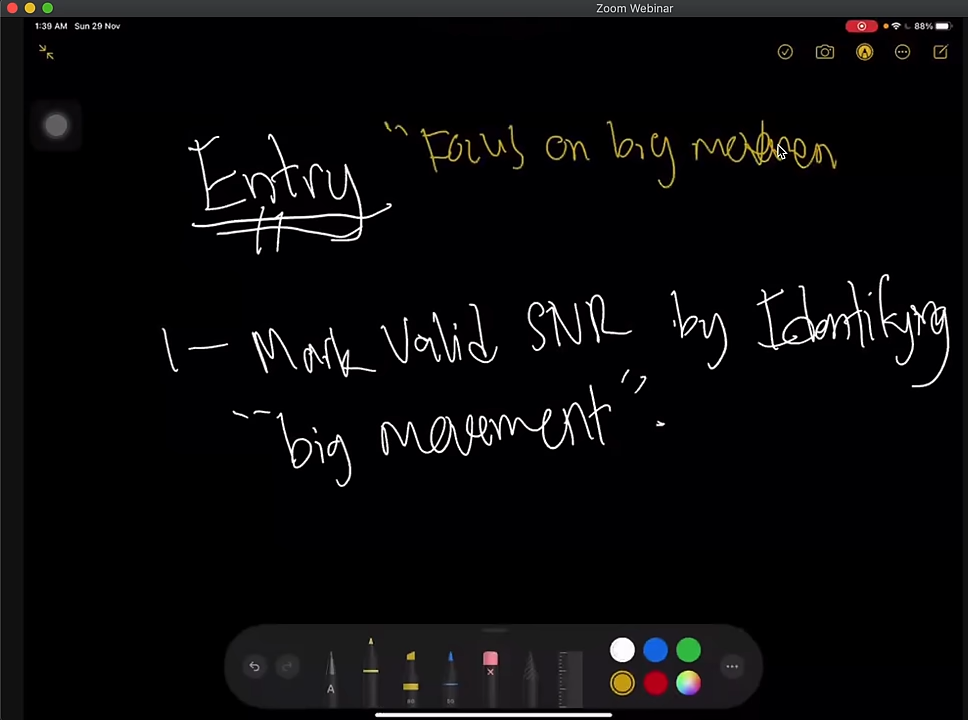 Zoom Webinar
1:39 AM Sun 29 Nov
88%
Entry
"Focus on big
1 - Mark Valid SNR by Identifying
"big movement".
A